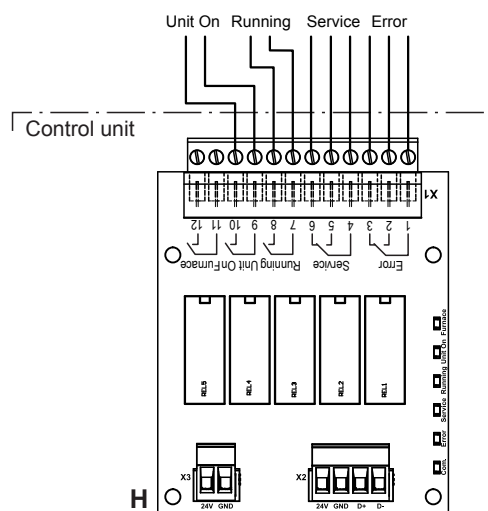 Unit On Running Service Error
Control unit
X1
12 11 10 9 8 7 6 5 4 3 2 1
Furnace Unit On Running Service Error
REL5 REL4 REL3 REL2 REL1
Furnace
Unit On
Running
Service
Error
Com.
X3
24V GND
X2
24V GND D+ D-
H